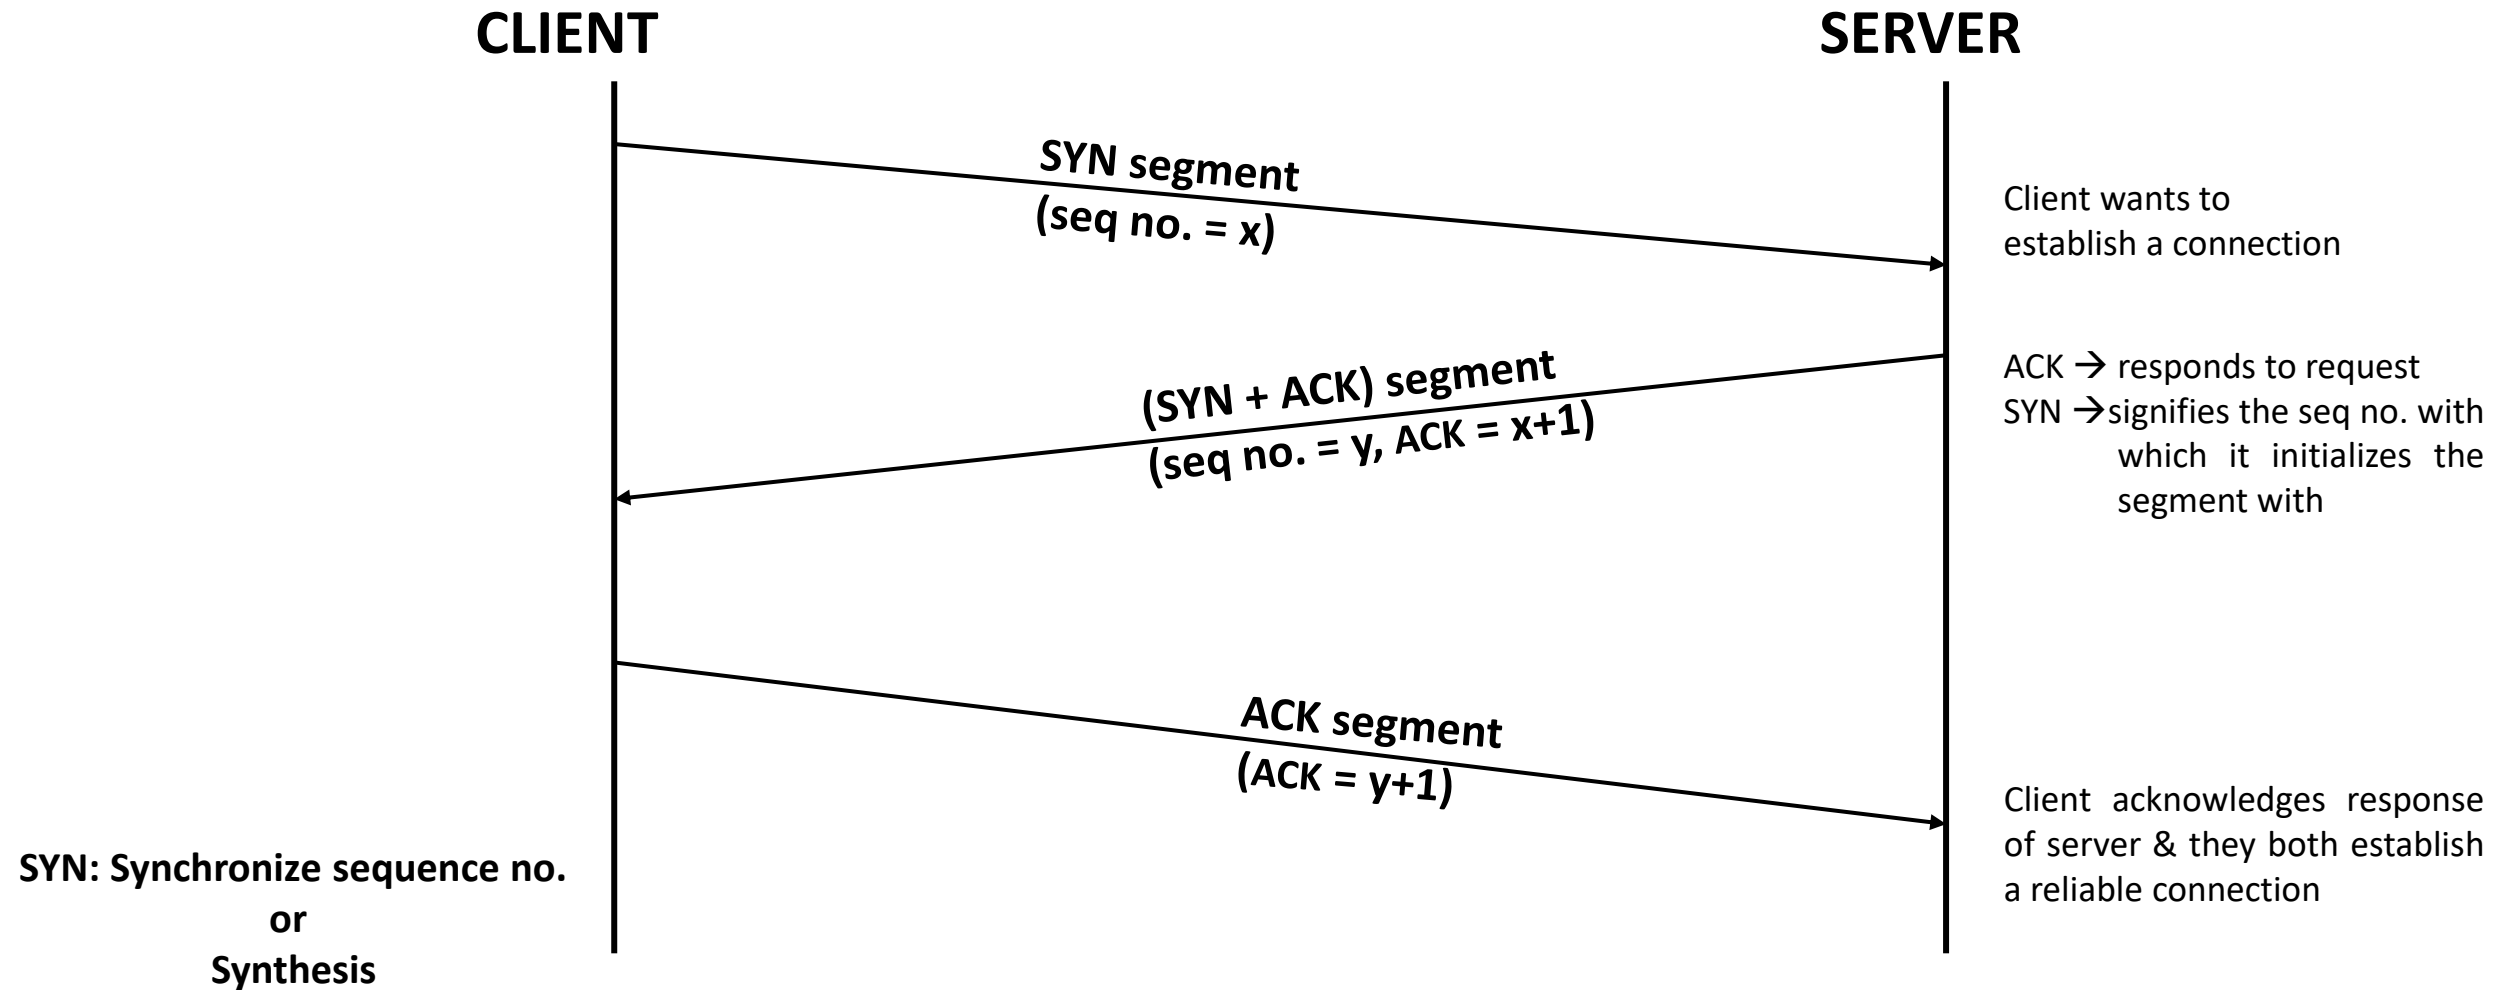 CLIENT
SERVER
SYN segment
(seq no. = x)
Client wants to
establish a connection
(SYN + ACK) segment
(seq no. = y, ACK = x+1)
ACK → responds to request
SYN →signifies the seq no. with
which it initializes the
segment with
ACK segment
(ACK = y+1)
Client acknowledges response
of server & they both establish
a reliable connection
SYN: Synchronize sequence no.
or
Synthesis